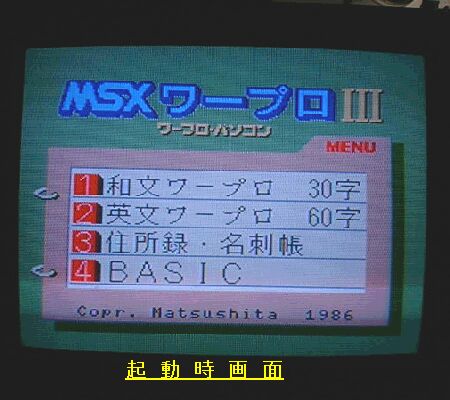 MSXワープロIII
ワープロ・パソコン
MENU
1 和文ワープロ 30字
2 英文ワープロ 60字
3 住所録・名刺帳
4 BASIC
Copr. Matsushita 1986
起動時画面